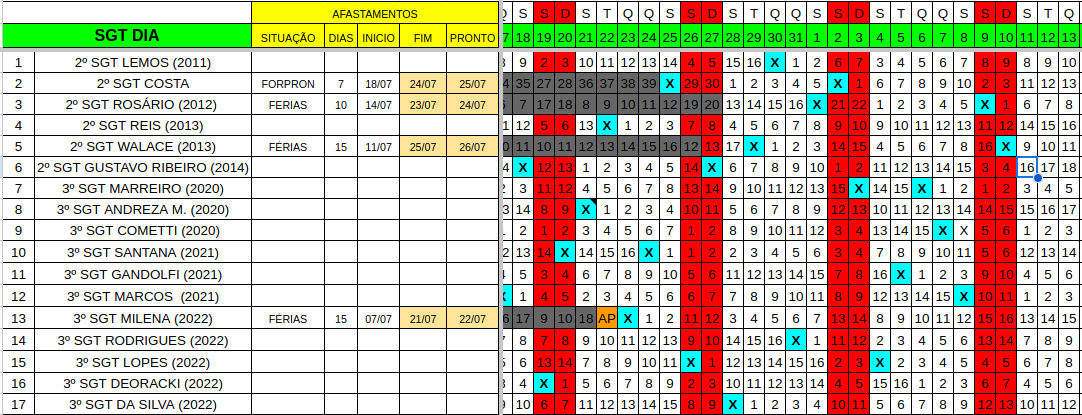 AFASTAMENTOS Q S S D S T Q Q S S D S T Q Q S S D S T Q Q S S D S T Q
SGT DIA SITUAÇÃO DIAS INICIO FIM PRONTO 7 18 19 20 21 22 23 24 25 26 27 28 29 30 31 1 2 3 4 5 6 7 8 9 10 11 12 13
1 2º SGT LEMOS (2011) 9 2 3 10 11 12 13 14 4 5 15 16 X 1 2 6 7 3 4 5 6 7 8 9 8 9 10
2 2º SGT COSTA FORPRON 7 18/07 24/07 25/07 35 27 28 36 37 38 X 29 30 1 2 3 4 5 X 1 6 7 8 9 10 2 3 11 12 13
3 2º SGT ROSÁRIO (2012) FERIAS 10 14/07 23/07 24/07 7 17 18 8 9 10 11 12 19 20 13 14 15 16 X 21 22 1 2 3 4 5 X 1 6 7 8
4 2º SGT REIS (2013) 1 12 5 6 13 X 1 2 3 7 8 4 5 6 7 8 9 10 9 10 11 12 13 11 12 14 15 16
5 2º SGT WALACE (2013) FÉRIAS 15 11/07 25/07 26/07 0 11 10 11 12 13 14 15 16 12 13 17 X 1 2 3 14 15 4 5 6 7 8 16 X 9 10 11
6 2º SGT GUSTAVO RIBEIRO (2014) 4 X 12 13 1 2 3 4 5 14 X 6 7 8 9 10 1 2 11 12 13 14 15 3 4 16 17 18
7 3º SGT MARREIRO (2020) 2 3 11 12 4 5 6 7 8 13 14 9 10 11 12 13 15 X 14 15 X 1 2 1 2 3 4 5
8 3º SGT ANDREZA M. (2020) 3 14 8 9 X 1 2 3 4 10 11 5 6 7 8 9 12 13 10 11 12 13 14 14 15 15 16 17
9 3º SGT COMETTI (2020) 1 2 1 2 3 4 5 6 7 1 2 8 9 10 11 12 3 4 13 14 15 X X 5 6 1 2 3
10 3º SGT SANTANA (2021) 2 13 14 X 14 15 16 X 1 1 2 2 3 4 5 6 3 4 7 8 9 10 11 5 6 12 13 14
11 3º SGT GANDOLFI (2021) 4 5 3 4 6 7 8 9 10 5 6 11 12 13 14 15 7 8 16 X 1 2 3 9 10 4 5 6
12 3º SGT MARCOS (2021) X 1 4 5 2 3 4 5 6 6 7 7 8 9 10 11 8 9 12 13 14 15 X 10 11 1 2 3
13 3º SGT MILENA (2022) FÉRIAS 15 07/07 21/07 22/07 6 17 9 10 18 AP X 1 2 11 12 3 4 5 6 7 13 14 8 9 10 11 12 15 16 13 14 15
14 3º SGT RODRIGUES (2022) 7 8 7 8 9 10 11 12 13 9 10 14 15 16 X 1 11 12 2 3 4 5 6 13 14 7 8 9
15 3º SGT LOPES (2022) 5 6 13 14 7 8 9 10 11 X 1 12 13 14 15 16 2 3 X 2 3 4 5 4 5 6 7 8
16 3º SGT DEORACKI (2022) 3 4 X 1 5 6 7 8 9 2 3 10 11 12 13 14 4 5 15 16 1 2 3 6 7 4 5 6
17 3º SGT DA SILVA (2022) 9 10 6 7 11 12 13 14 15 8 9 X 1 2 3 4 10 11 5 6 7 8 9 12 13 10 11 12